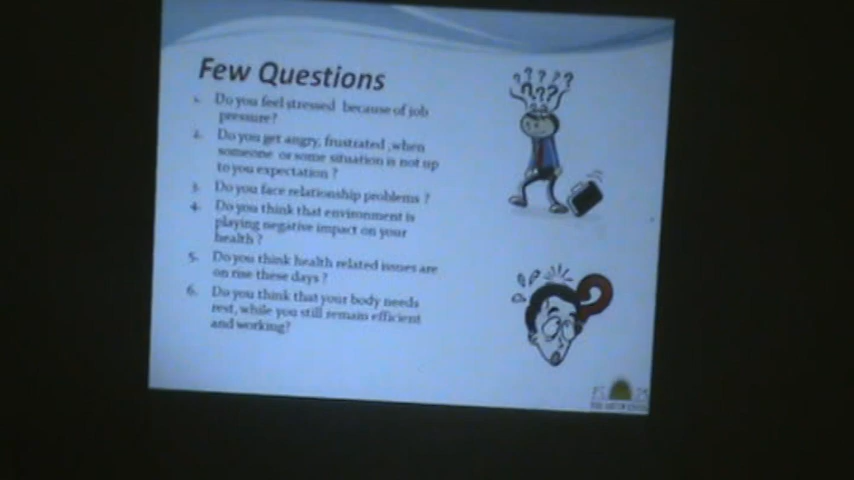 Few Questions
1. Do you feel stressed because of job
pressure?
2. Do you get angy, frustrated ,when
someone or some situation is not up
to you expectation ?
3. Do you face relationship problems ?
4. Do you think that environment is
playing negative impact on your
health ?
5. Do you think health related issues are
on rise these days ?
6. Do you think that your body needs
rest, while you still remain efficient
and working?
? ? ? ?
? ? ?
?